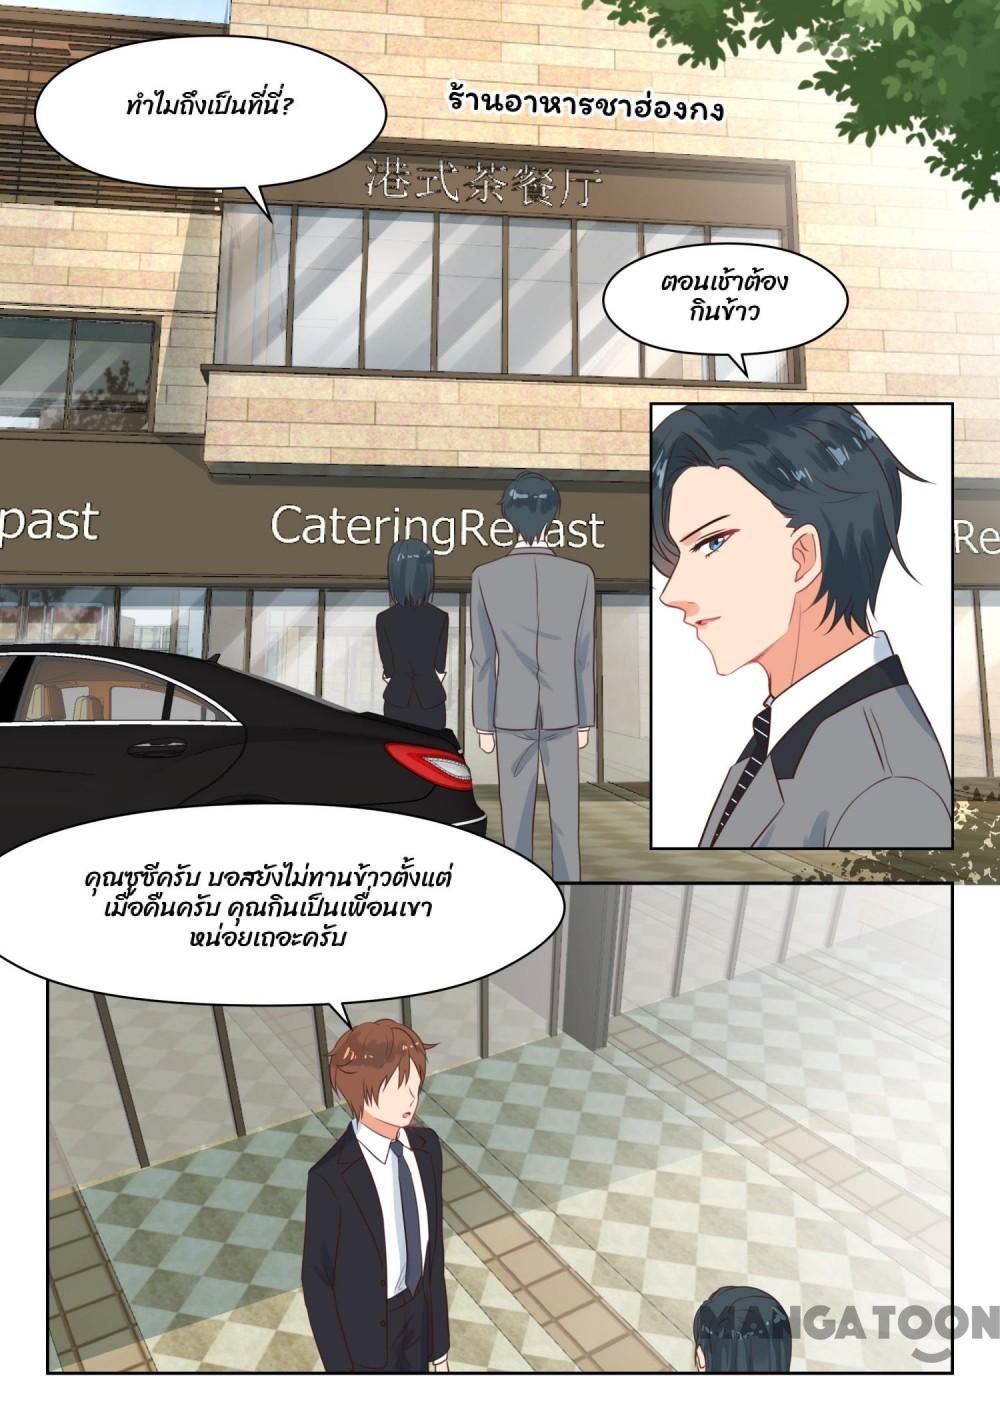 ทำไมถึงเป็นที่นี่?
ร้านอาหารชาฮ่องกง
港式茶餐厅
ตอนเช้าต้อง
กินข้าว
past
CateringRe ast
Re
คุณซูซีครับ บอสยังไม่ทานข้าวตั้งแต่
เมื่อคืนครับ คุณกินเป็นเพื่อนเขา
หน่อยเถอะครับ
MANGATOON